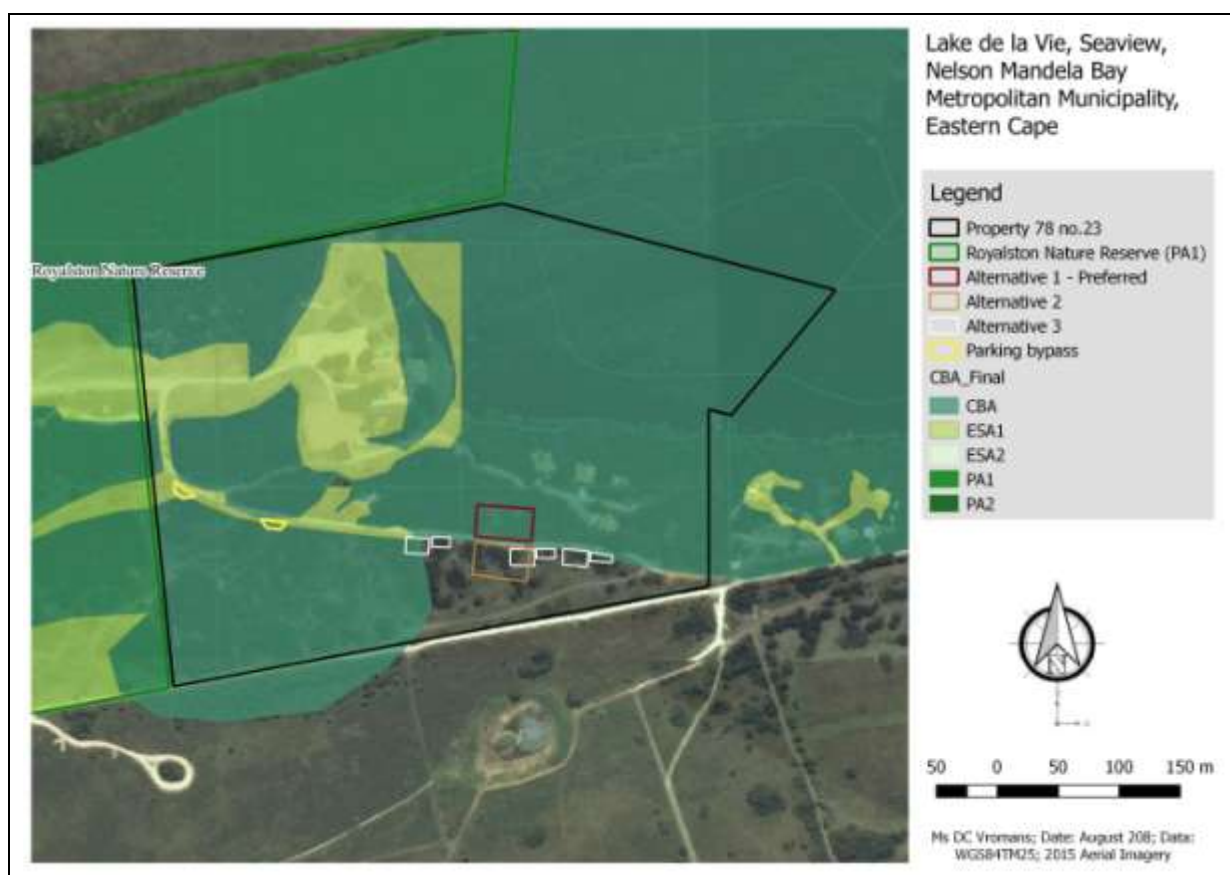 Lake de la Vie, Seaview,
Nelson Mandela Bay
Metropolitan Municipality,
Eastern Cape
Legend
Property 78 no.23
Royalston Nature Reserve (PA1)
Alternative 1 - Preferred
Alternative 2
Alternative 3
Parking bypass
CBA_Final
CBA
ESA1
ESA2
PA1
PA2
Royalston Nature Reserve
N
50 0 50 100 150 m
Ms DC Vromans; Date: August 208; Data:
WGS84TM25; 2015 Aerial Imagery